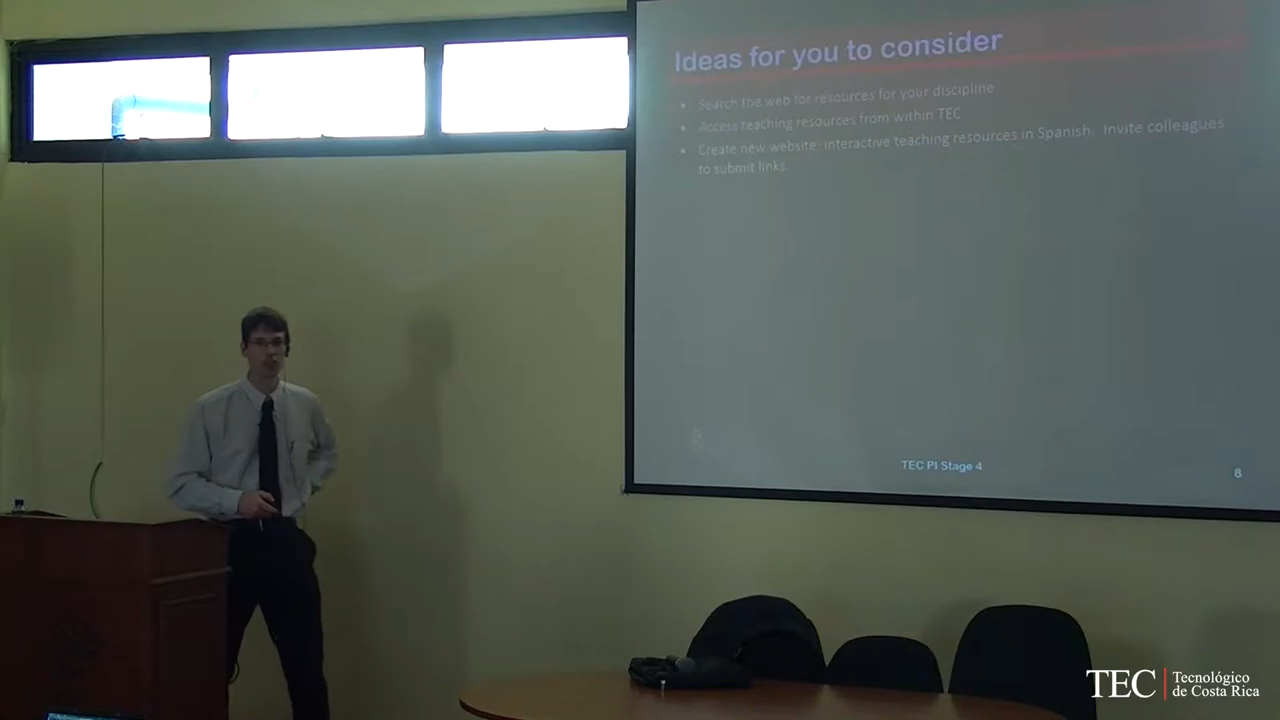 Ideas for you to consider
• Search the web for resources for your discipline
• Access teaching resources from within TEC
• Create new website: interactive teaching resources in Spanish. Invite colleagues
to submit links.
TEC PI Stage 4
8
TEC | Tecnológico
de Costa Rica